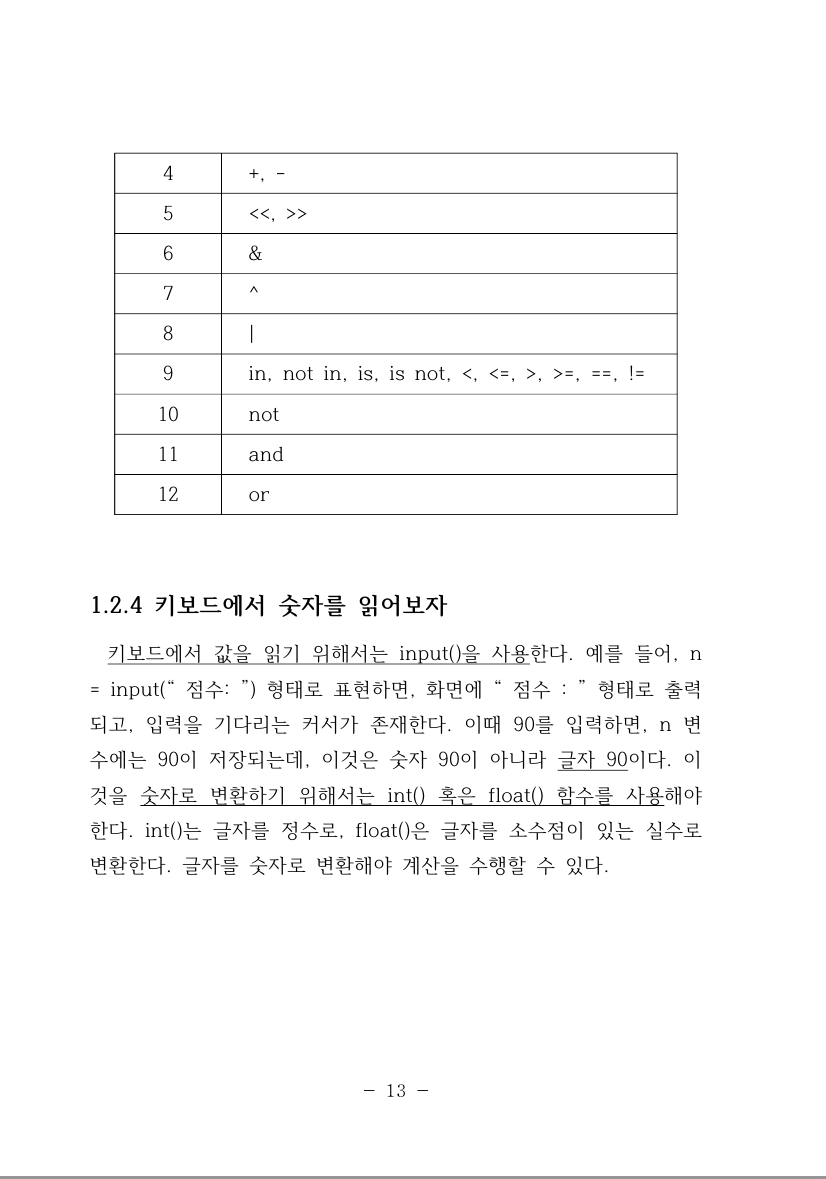 4 +, -
5 <<, >>
6 &
7 ^
8 |
9 in, not in, is, is not, <, <=, >, >=, ==, !=
10 not
11 and
12 or
1.2.4 키보드에서 숫자를 읽어보자
키보드에서 값을 읽기 위해서는 input()을 사용한다. 예를 들어, n
= input(“ 점수: ”) 형태로 표현하면, 화면에 “ 점수 : ” 형태로 출력
되고, 입력을 기다리는 커서가 존재한다. 이때 90를 입력하면, n 변
수에는 90이 저장되는데, 이것은 숫자 90이 아니라 글자 90이다. 이
것을 숫자로 변환하기 위해서는 int() 혹은 float() 함수를 사용해야
한다. int()는 글자를 정수로, float()은 글자를 소수점이 있는 실수로
변환한다. 글자를 숫자로 변환해야 계산을 수행할 수 있다.
- 13 -